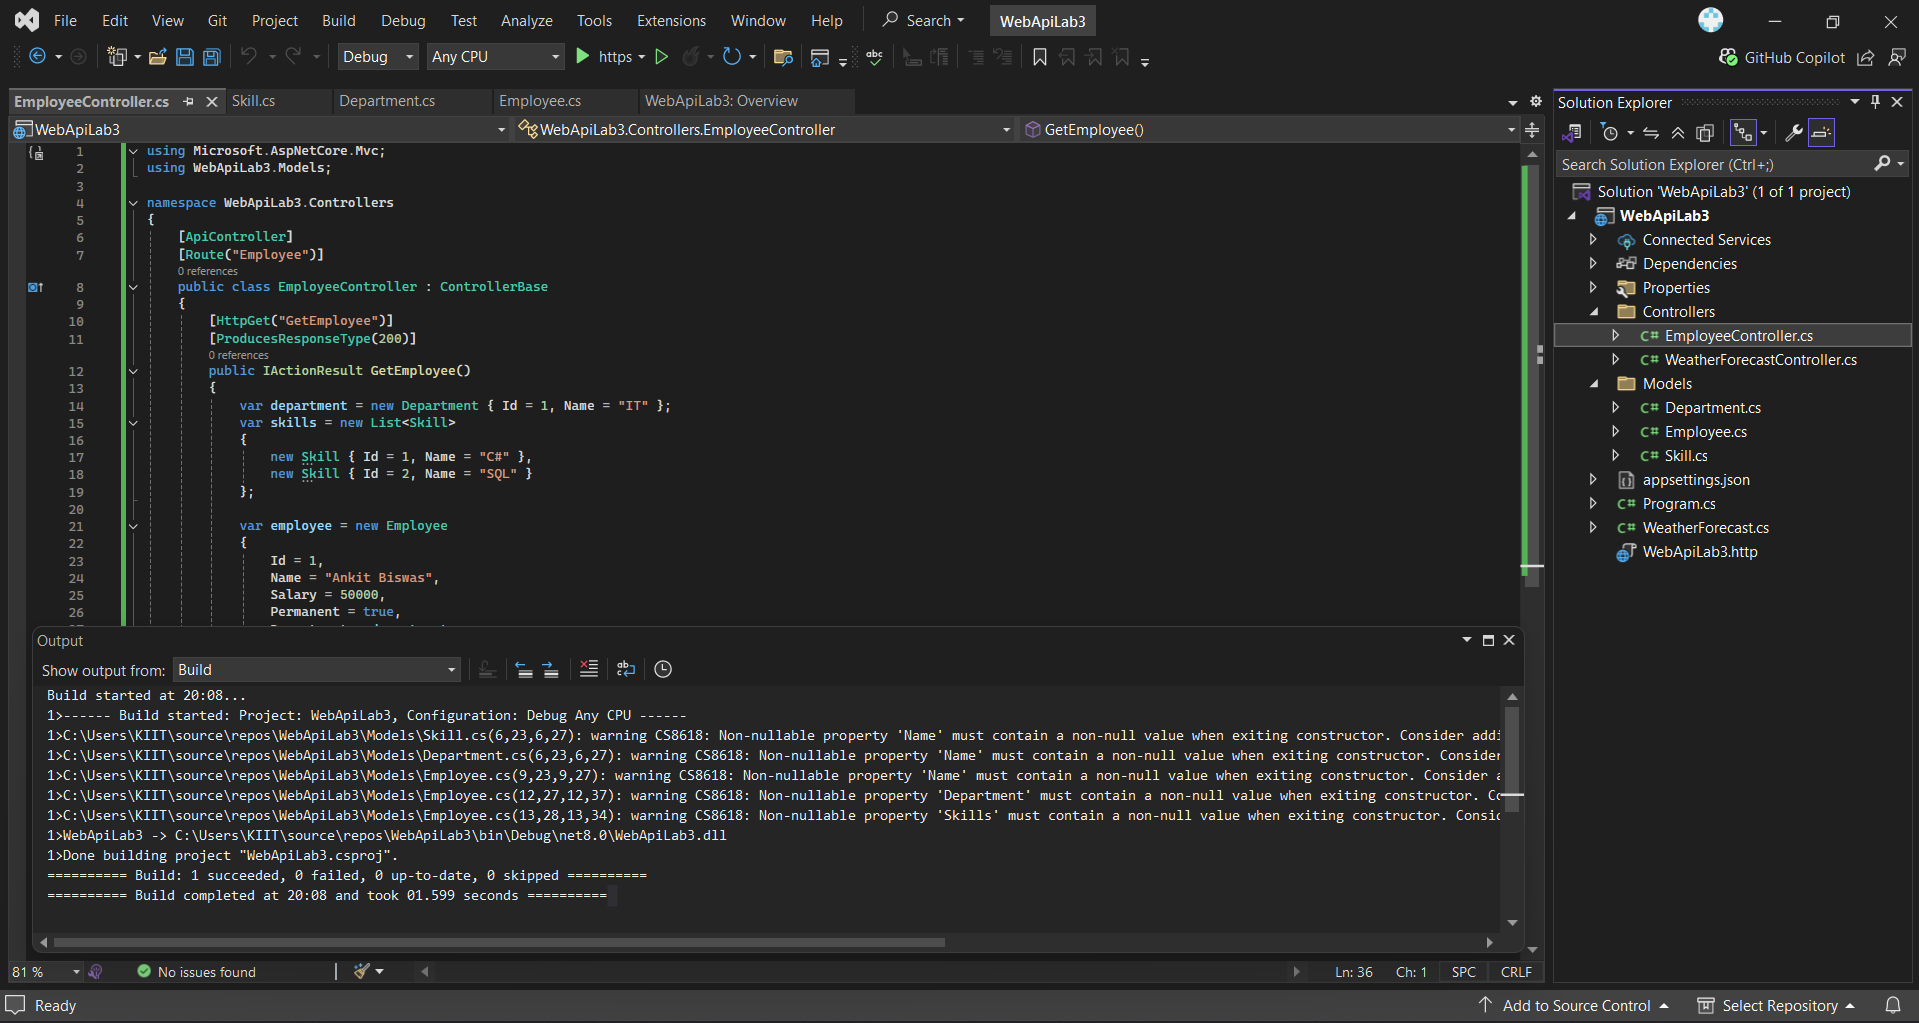 File Edit View Git Project Build Debug Test Analyze Tools Extensions Window Help Search WebApiLab3
Debug Any CPU https GitHub Copilot
EmployeeController.cs Skill.cs Department.cs Employee.cs WebApiLab3: Overview
WebApiLab3 WebApiLab3.Controllers.EmployeeController GetEmployee()
1 using Microsoft.AspNetCore.Mvc;
2 using WebApiLab3.Models;
3
4 namespace WebApiLab3.Controllers
5 {
6 [ApiController]
7 [Route("Employee")]
0 references
8 public class EmployeeController : ControllerBase
9 {
10 [HttpGet("GetEmployee")]
11 [ProducesResponseType(200)]
0 references
12 public IActionResult GetEmployee()
13 {
14 var department = new Department { Id = 1, Name = "IT" };
15 var skills = new List<Skill>
16 {
17 new Skill { Id = 1, Name = "C#" },
18 new Skill { Id = 2, Name = "SQL" }
19 };
20
21 var employee = new Employee
22 {
23 Id = 1,
24 Name = "Ankit Biswas",
25 Salary = 50000,
26 Permanent = true,
Output
Show output from: Build
Build started at 20:08...
1>------ Build started: Project: WebApiLab3, Configuration: Debug Any CPU ------
1>C:\Users\KIIT\source\repos\WebApiLab3\Models\Skill.cs(6,23,6,27): warning CS8618: Non-nullable property 'Name' must contain a non-null value when exiting constructor. Consider addi
1>C:\Users\KIIT\source\repos\WebApiLab3\Models\Department.cs(6,23,6,27): warning CS8618: Non-nullable property 'Name' must contain a non-null value when exiting constructor. Consider
1>C:\Users\KIIT\source\repos\WebApiLab3\Models\Employee.cs(9,23,9,27): warning CS8618: Non-nullable property 'Name' must contain a non-null value when exiting constructor. Consider a
1>C:\Users\KIIT\source\repos\WebApiLab3\Models\Employee.cs(12,27,12,37): warning CS8618: Non-nullable property 'Department' must contain a non-null value when exiting constructor. Co
1>C:\Users\KIIT\source\repos\WebApiLab3\Models\Employee.cs(13,28,13,34): warning CS8618: Non-nullable property 'Skills' must contain a non-null value when exiting constructor. Consid
1>WebApiLab3 -> C:\Users\KIIT\source\repos\WebApiLab3\bin\Debug\net8.0\WebApiLab3.dll
1>Done building project "WebApiLab3.csproj".
========== Build: 1 succeeded, 0 failed, 0 up-to-date, 0 skipped ==========
========== Build completed at 20:08 and took 01.599 seconds ==========
81 % No issues found Ln: 36 Ch: 1 SPC CRLF
Solution Explorer
Search Solution Explorer (Ctrl+;)
Solution 'WebApiLab3' (1 of 1 project)
WebApiLab3
Connected Services
Dependencies
Properties
Controllers
C# EmployeeController.cs
C# WeatherForecastController.cs
Models
C# Department.cs
C# Employee.cs
C# Skill.cs
appsettings.json
C# Program.cs
C# WeatherForecast.cs
WebApiLab3.http
Ready Add to Source Control Select Repository